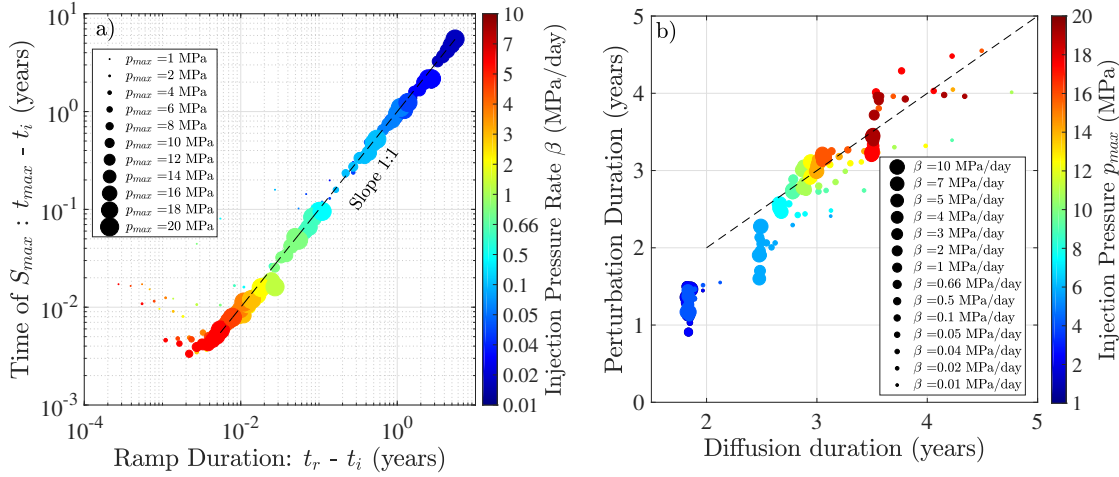 a)
Time of S_max : t_max - t_i (years)
10^1
10^0
10^-1
10^-2
10^-3
p_max =1 MPa
p_max =2 MPa
p_max =4 MPa
p_max =6 MPa
p_max =8 MPa
p_max =10 MPa
p_max =12 MPa
p_max =14 MPa
p_max =16 MPa
p_max =18 MPa
p_max =20 MPa
Slope 1:1
10^-4
10^-2
10^0
Ramp Duration: t_r - t_i (years)
10
7
5
4
3
2
1
0.66
0.5
0.1
0.05
0.04
0.02
0.01
Injection Pressure Rate β (MPa/day)
b)
Perturbation Duration (years)
5
4
3
2
1
0
β =10 MPa/day
β =7 MPa/day
β =5 MPa/day
β =4 MPa/day
β =3 MPa/day
β =2 MPa/day
β =1 MPa/day
β =0.66 MPa/day
β =0.5 MPa/day
β =0.1 MPa/day
β =0.05 MPa/day
β =0.04 MPa/day
β =0.02 MPa/day
β =0.01 MPa/day
2
3
4
5
Diffusion duration (years)
20
18
16
14
12
10
8
6
4
2
1
Injection Pressure p_max (MPa)